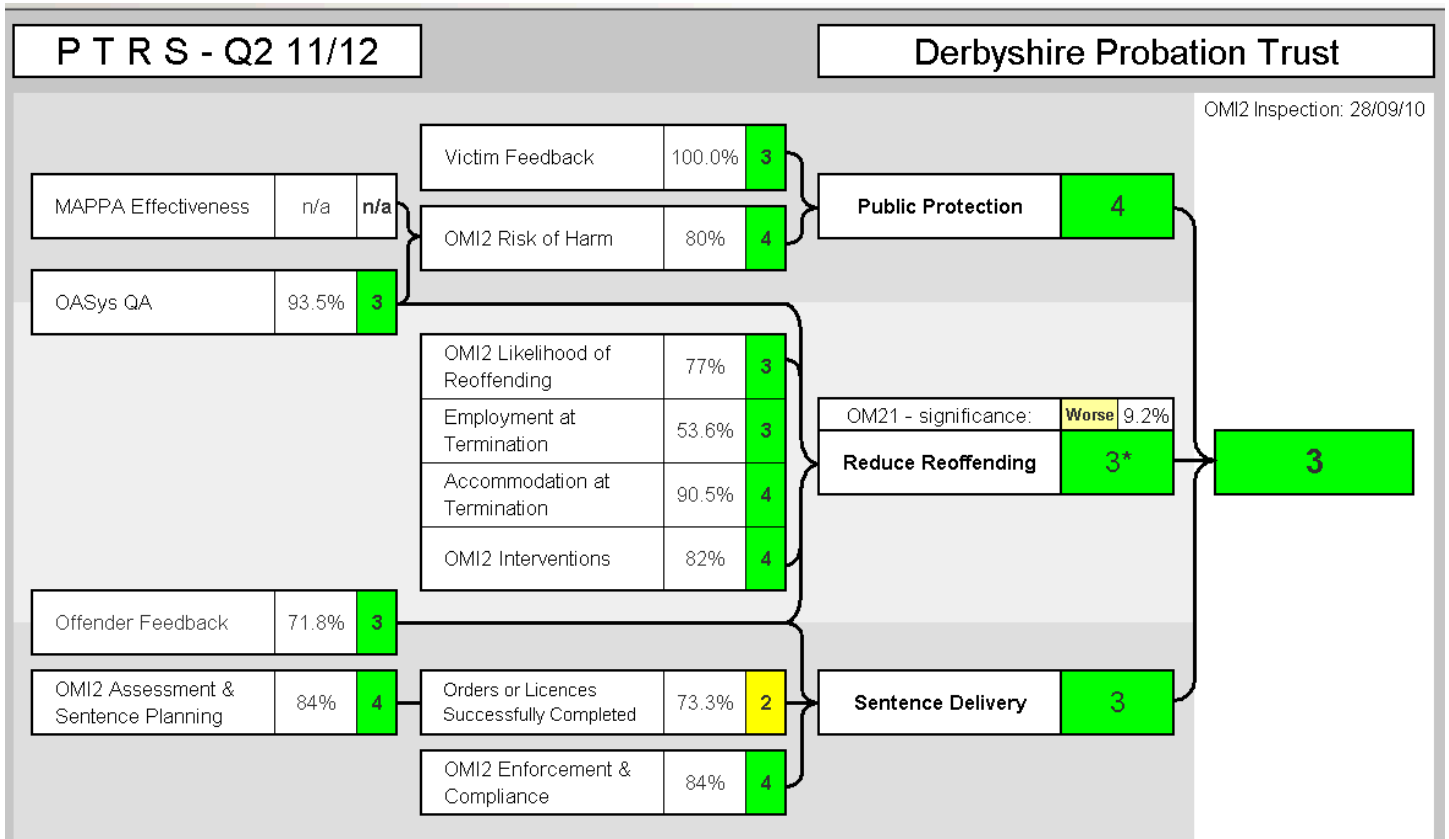 P T R S - Q2 11/12
Derbyshire Probation Trust
OMI2 Inspection: 28/09/10
Victim Feedback 100.0% 3
MAPPA Effectiveness n/a n/a
OMI2 Risk of Harm 80% 4
Public Protection 4
OASys QA 93.5% 3
OMI2 Likelihood of
Reoffending 77% 3
Employment at
Termination 53.6% 3
Accommodation at
Termination 90.5% 4
OMI2 Interventions 82% 4
OM21 - significance: Worse 9.2%
Reduce Reoffending 3*
3
Offender Feedback 71.8% 3
OMI2 Assessment &
Sentence Planning 84% 4
Orders or Licences
Successfully Completed 73.3% 2
OMI2 Enforcement &
Compliance 84% 4
Sentence Delivery 3